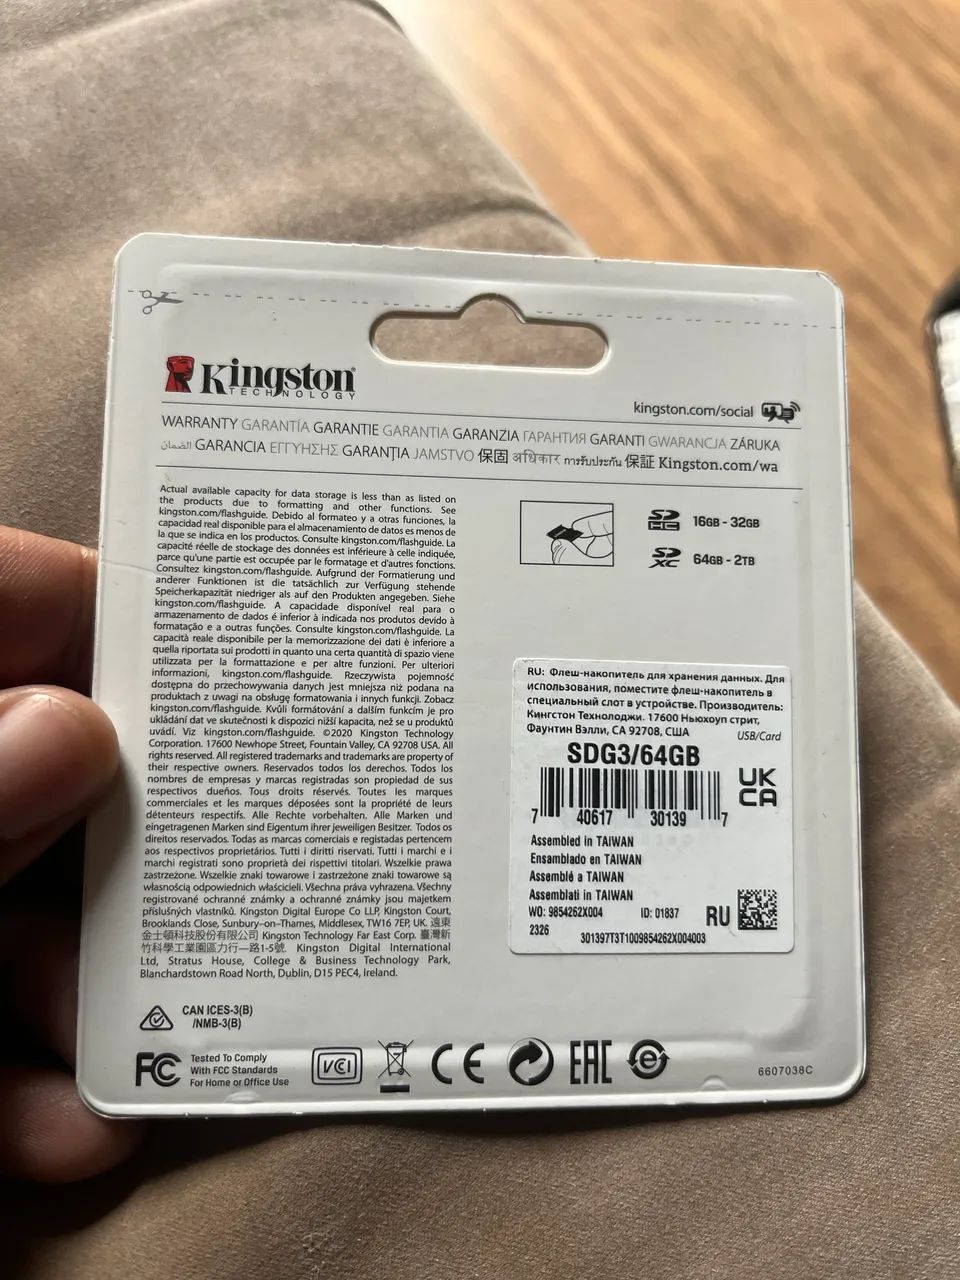 Kingston
TECHNOLOGY
kingston.com/social
WARRANTY GARANTÍA GARANTIE GARANTIA GARANZIA ГАРАНТИЯ GARANTI GWARANCJA ZÁRUKA
الضمان GARANCIA ΕΓΓΥΗΣΗΣ GARANŢIA JAMSTVO 保固 अधिकार การรับประกัน 保証 Kingston.com/wa
Actual available capacity for data storage is less than as listed on
the products due to formatting and other functions. See
kingston.com/flashguide. Debido al formateo y a otras funciones, la
capacidad real disponible para el almacenamiento de datos es menos de
la que se indica en los productos. Consulte kingston.com/flashguide. La
capacité réelle de stockage des données est inférieure à celle indiquée,
parce qu'une partie est occupée par le formatage et d'autres fonctions.
Consultez kingston.com/flashguide. Aufgrund der Formatierung und
anderer Funktionen ist die tatsächlich zur Verfügung stehende
Speicherkapazität niedriger als auf den Produkten angegeben. Siehe
kingston.com/flashguide. A capacidade disponível real para o
armazenamento de dados é inferior à indicada nos produtos devido à
formatação e a outras funções. Consulte kingston.com/flashguide. La
capacità reale disponibile per la memorizzazione dei dati è inferiore a
quella riportata sui prodotti in quanto una certa quantità di spazio viene
utilizzata per la formattazione e per altre funzioni. Per ulteriori
informazioni, kingston.com/flashguide. Rzeczywista pojemność
dostępna do przechowywania danych jest mniejsza niż podana na
produktach z uwagi na obsługę formatowania i innych funkcji. Zobacz
kingston.com/flashguide. Kvůli formátování a dalším funkcím je pro
ukládání dat ve skutečnosti k dispozici nižší kapacita, než se u produktů
uvádí. Viz kingston.com/flashguide. ©2020 Kingston Technology
Corporation. 17600 Newhope Street, Fountain Valley, CA 92708 USA. All
rights reserved. All registered trademarks and trademarks are property of
their respective owners. Reservados todos los derechos. Todos los
nombres de empresas y marcas registradas son propiedad de sus
respectivos dueños. Tous droits réservés. Toutes les marques
commerciales et les marques déposées sont la propriété de leurs
détenteurs respectifs. Alle Rechte vorbehalten. Alle Marken und
eingetragenen Marken sind Eigentum ihrer jeweiligen Besitzer. Todos os
direitos reservados. Todas as marcas comerciais e registadas pertencem
aos respectivos proprietários. Tutti i diritti riservati. Tutti i marchi e i
marchi registrati sono proprietà dei rispettivi titolari. Wszelkie prawa
zastrzeżone. Wszelkie znaki towarowe i zastrzeżone znaki towarowe są
własnością odpowiednich właścicieli. Všechna práva vyhrazena. Všechny
registrované ochranné známky a ochranné známky jsou majetkem
příslušných vlastníků. Kingston Digital Europe Co LLP, Kingston Court,
Brooklands Close, Sunbury-on-Thames, Middlesex, TW16 7EP, UK. 遠東
金士頓科技股份有限公司 Kingston Technology Far East Corp. 臺灣新
竹科學工業園區力行一路1-5號. Kingston Digital International
Ltd, Stratus House, College & Business Technology Park,
Blanchardstown Road North, Dublin, D15 PEC4, Ireland.
SD HC 16GB - 32GB
SD XC 64GB - 2TB
RU: Флеш-накопитель для хранения данных. Для
использования, поместите флеш-накопитель в
специальный слот в устройстве. Производитель:
Кингстон Технолоджи. 17600 Ньюхоуп стрит,
Фаунтин Вэлли, СА 92708, США
USB/Card
SDG3/64GB
UK
CA
7 40617 30139 7
Assembled in TAIWAN
Ensamblado en TAIWAN
Assemblé a TAIWAN
Assemblati in TAIWAN
WO: 9854262X004 ID: 01837
2326
RU
301397T3T1009854262X004003
CAN ICES-3(B)
/NMB-3(B)
FC
Tested To Comply
With FCC Standards
For Home or Office Use
VCI
CE
EAC
e
6607038C